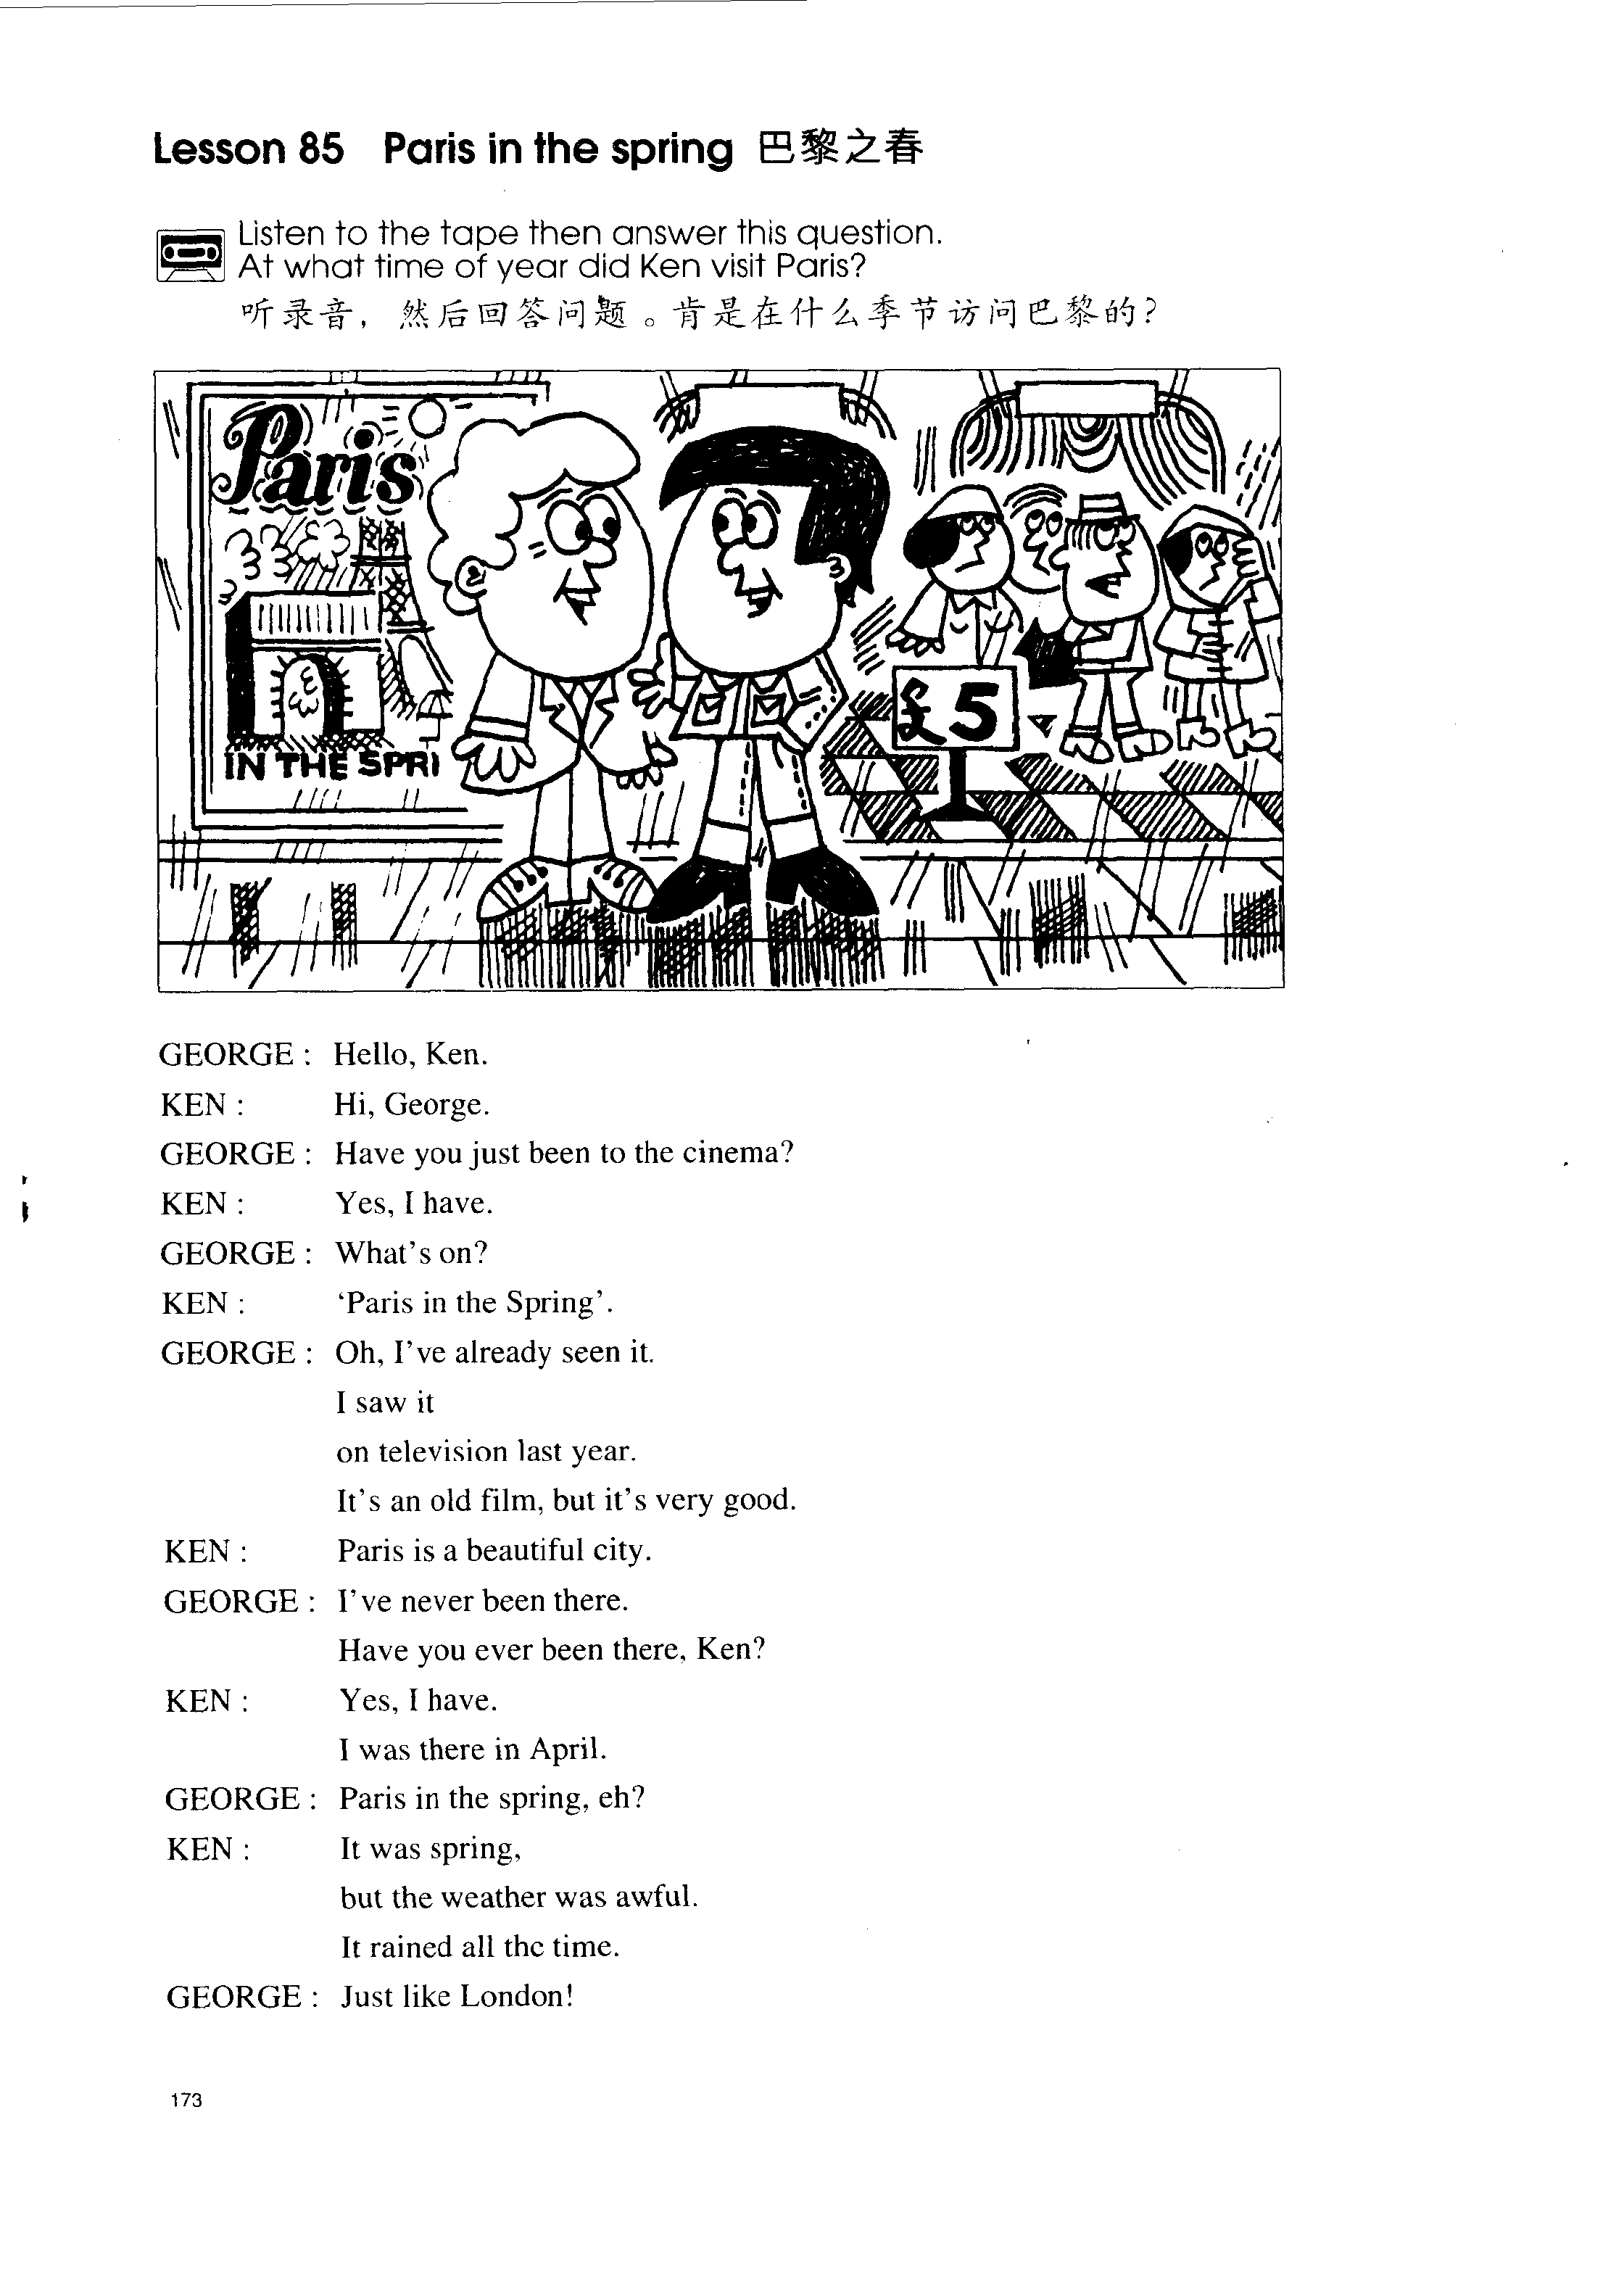 Lesson 85 Paris in the spring 巴黎之春
Listen to the tape then answer this question.
At what time of year did Ken visit Paris?
听录音，然后回答问题。肯是在什么季节访问巴黎的？
Paris
IN THE SPRI
£5
GEORGE : Hello, Ken.
KEN : Hi, George.
GEORGE : Have you just been to the cinema?
KEN : Yes, I have.
GEORGE : What's on?
KEN : ‘Paris in the Spring’.
GEORGE : Oh, I've already seen it.
I saw it
on television last year.
It's an old film, but it's very good.
KEN : Paris is a beautiful city.
GEORGE : I've never been there.
Have you ever been there, Ken?
KEN : Yes, I have.
I was there in April.
GEORGE : Paris in the spring, eh?
KEN : It was spring,
but the weather was awful.
It rained all the time.
GEORGE : Just like London!
173